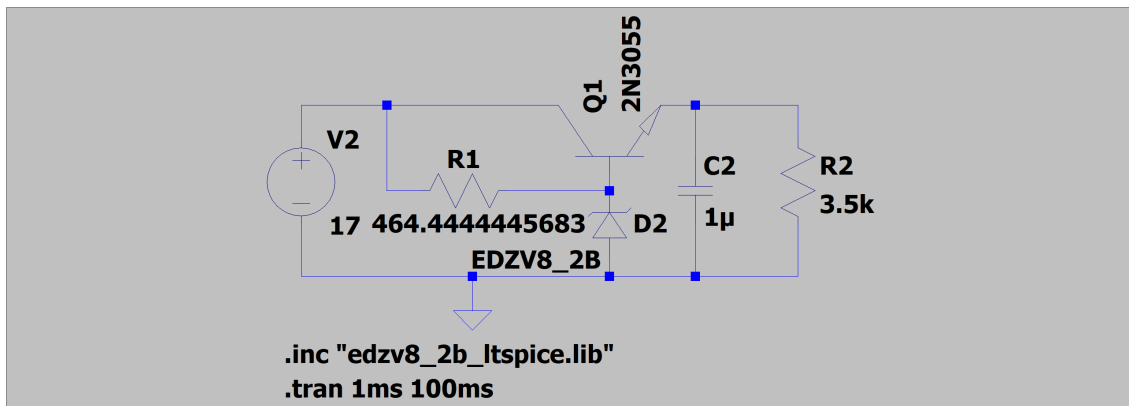 Q1
2N3055
V2
R1
C2
R2
3.5k
17
464.4444445683
D2
1µ
EDZV8_2B
.inc "edzv8_2b_ltspice.lib"
.tran 1ms 100ms